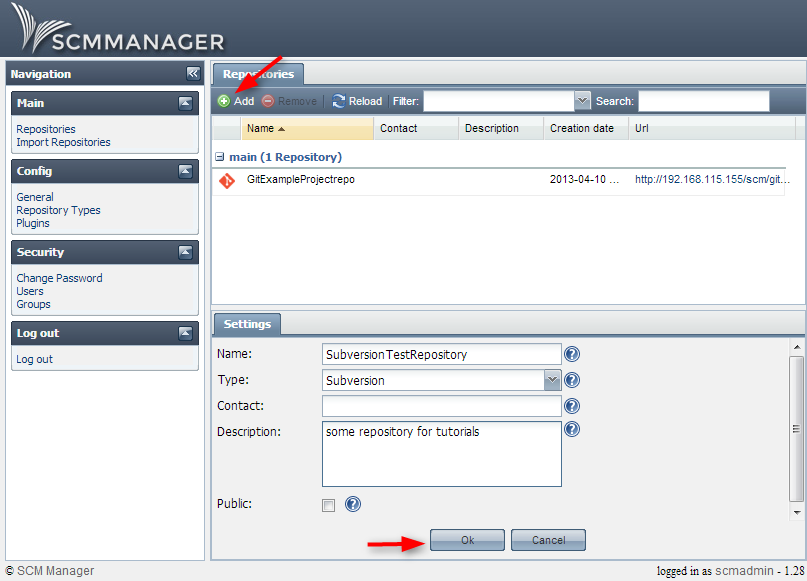 SCMMANAGER
Navigation
Main
Repositories
Import Repositories
Config
General
Repository Types
Plugins
Security
Change Password
Users
Groups
Log out
Log out
Repositories
Add Remove Reload Filter: Search:
Name Contact Description Creation date Url
main (1 Repository)
GitExampleProjectrepo 2013-04-10 ... http://192.168.115.155/scm/git...
Settings
Name: SubversionTestRepository
Type: Subversion
Contact:
Description: some repository for tutorials
Public:
Ok Cancel
© SCM Manager
logged in as scmadmin - 1.28